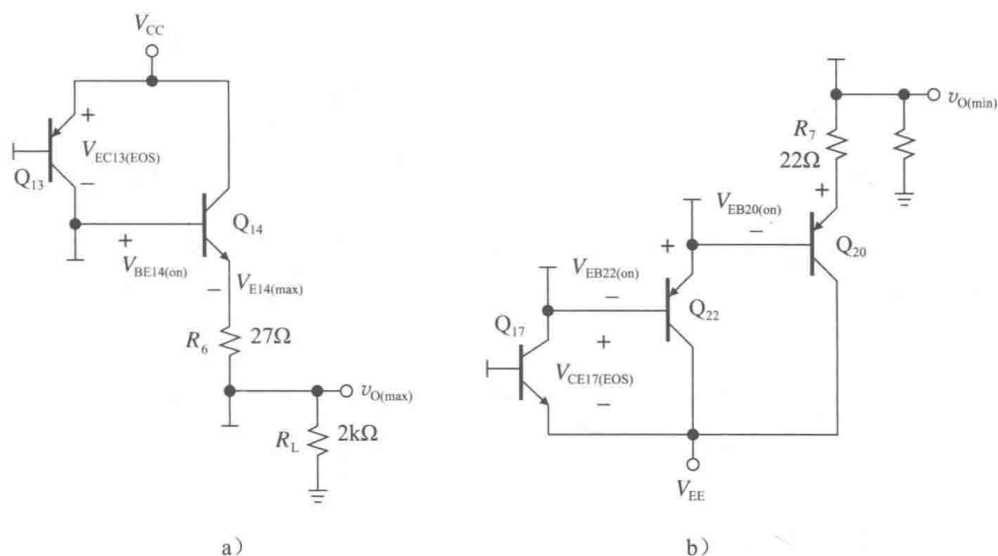 V_CC
+
V_EC13(EOS)
−
Q_13
Q_14
+
V_BE14(on)
−
V_E14(max)
R_6
27Ω
v_O(max)
R_L
2kΩ
a）
v_O(min)
R_7
22Ω
+
V_EB20(on)
−
Q_20
+
V_EB22(on)
−
Q_22
Q_17
+
V_CE17(EOS)
−
V_EE
b）